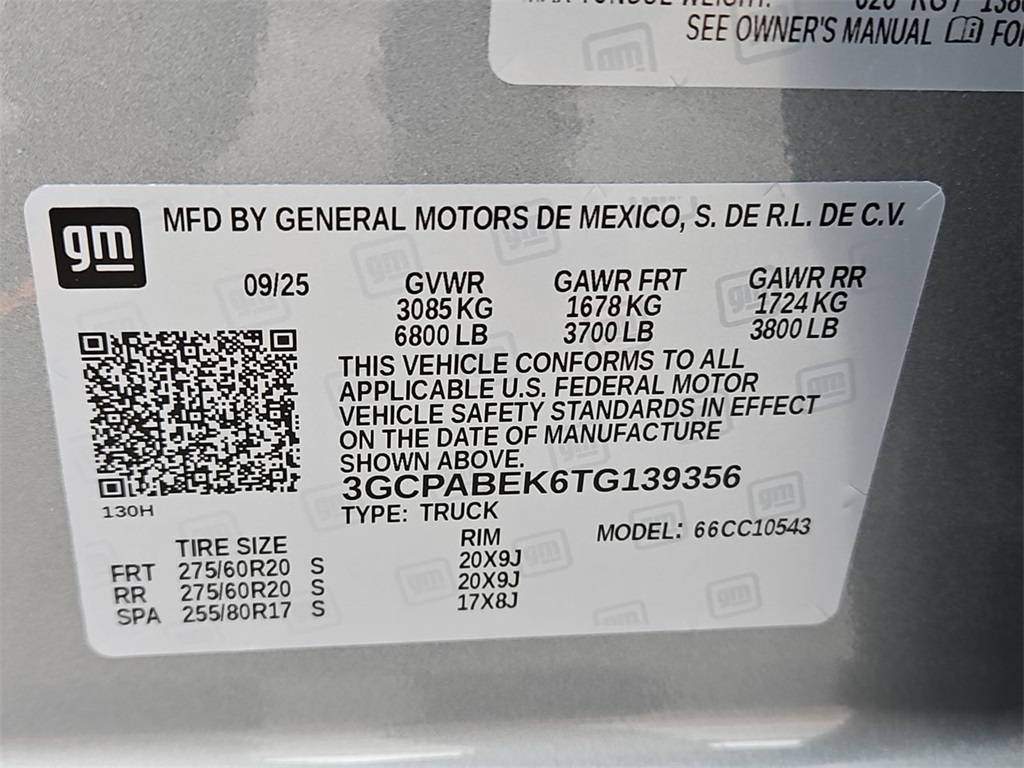 SEE OWNER'S MANUAL
gm
MFD BY GENERAL MOTORS DE MEXICO, S. DE R.L. DE C.V.
09/25
GVWR GAWR FRT GAWR RR
3085 KG 1678 KG 1724 KG
6800 LB 3700 LB 3800 LB
THIS VEHICLE CONFORMS TO ALL
APPLICABLE U.S. FEDERAL MOTOR
VEHICLE SAFETY STANDARDS IN EFFECT
ON THE DATE OF MANUFACTURE
SHOWN ABOVE.
3GCPABEK6TG139356
130H
TYPE: TRUCK
MODEL: 66CC10543
TIRE SIZE RIM
FRT 275/60R20 S 20X9J
RR 275/60R20 S 20X9J
SPA 255/80R17 S 17X8J